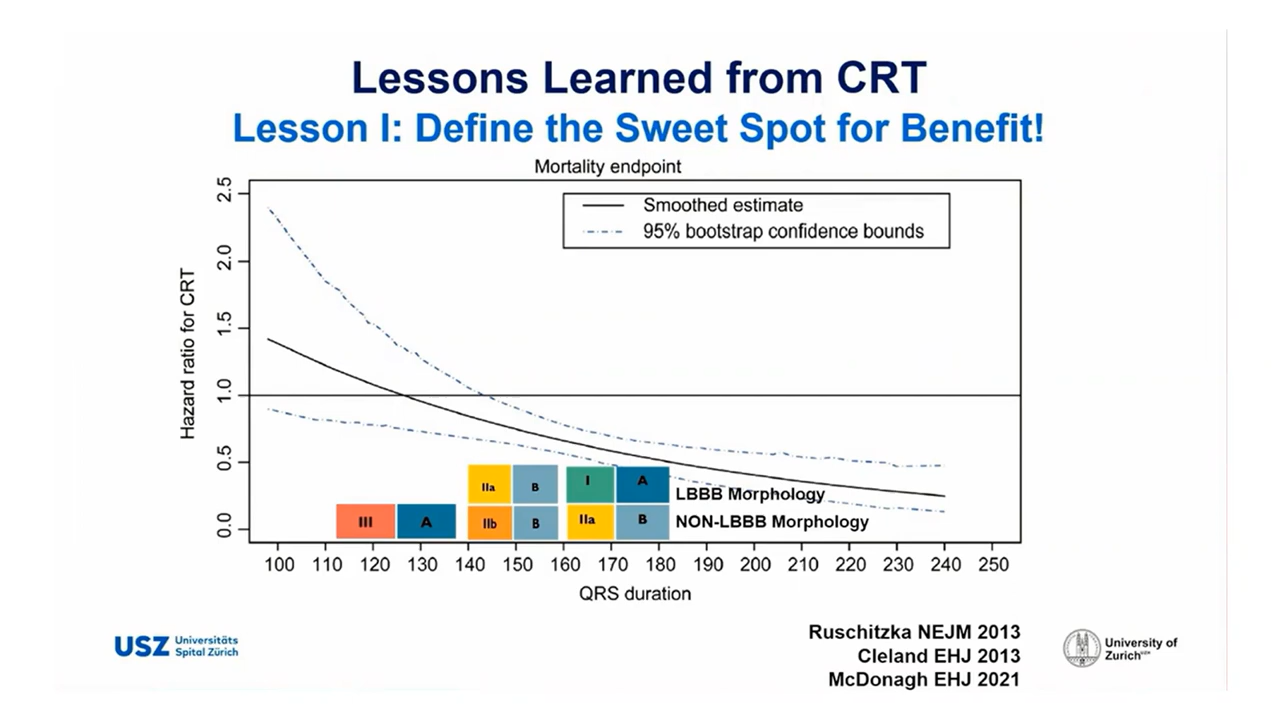 Lessons Learned from CRT
Lesson I: Define the Sweet Spot for Benefit!
Mortality endpoint
Smoothed estimate
95% bootstrap confidence bounds
Hazard ratio for CRT
2.5
2.0
1.5
1.0
0.5
0.0
IIa B I A LBBB Morphology
III A IIb B IIa B NON-LBBB Morphology
100 110 120 130 140 150 160 170 180 190 200 210 220 230 240 250
QRS duration
Ruschitzka NEJM 2013
Cleland EHJ 2013
McDonagh EHJ 2021
USZ Universitäts
Spital Zürich
University of
Zurich